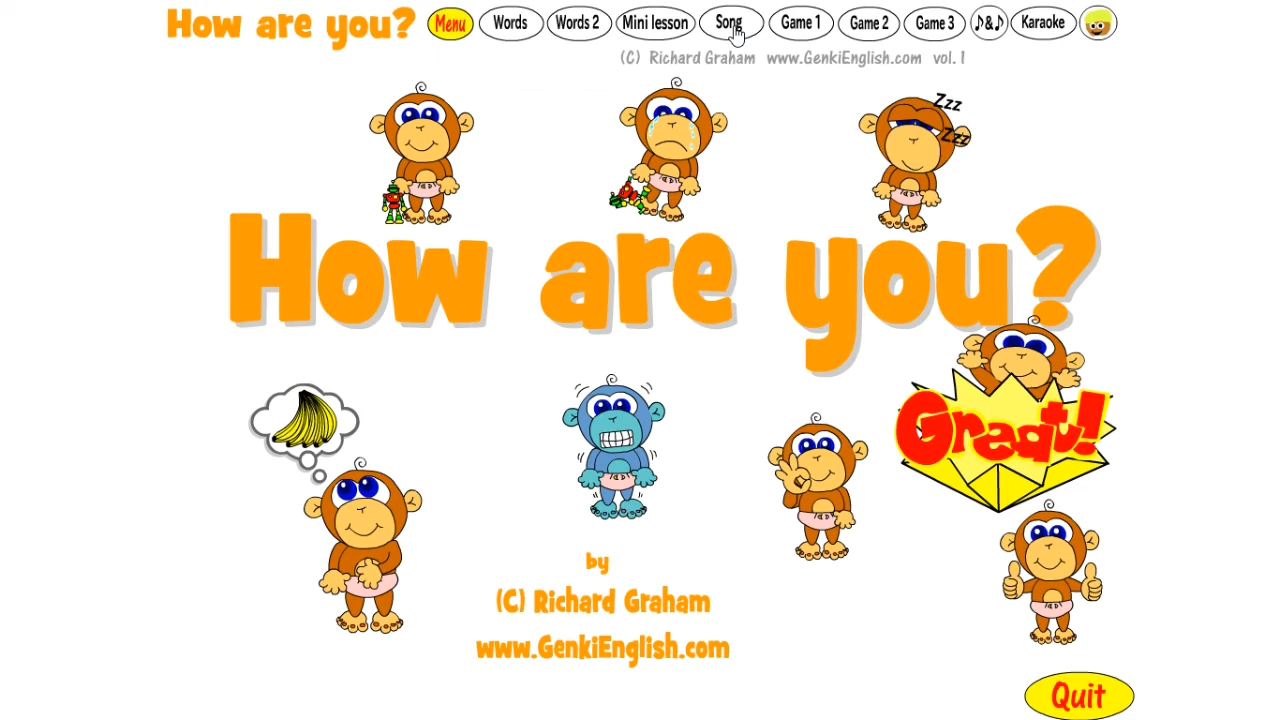 How are you? Menu Words Words 2 Mini lesson Song Game 1 Game 2 Game 3 ♪&♪ Karaoke
(C) Richard Graham www.GenkiEnglish.com vol. 1
Zzz
Zzz
How are you?
Great!
by
(C) Richard Graham
www.GenkiEnglish.com
Quit